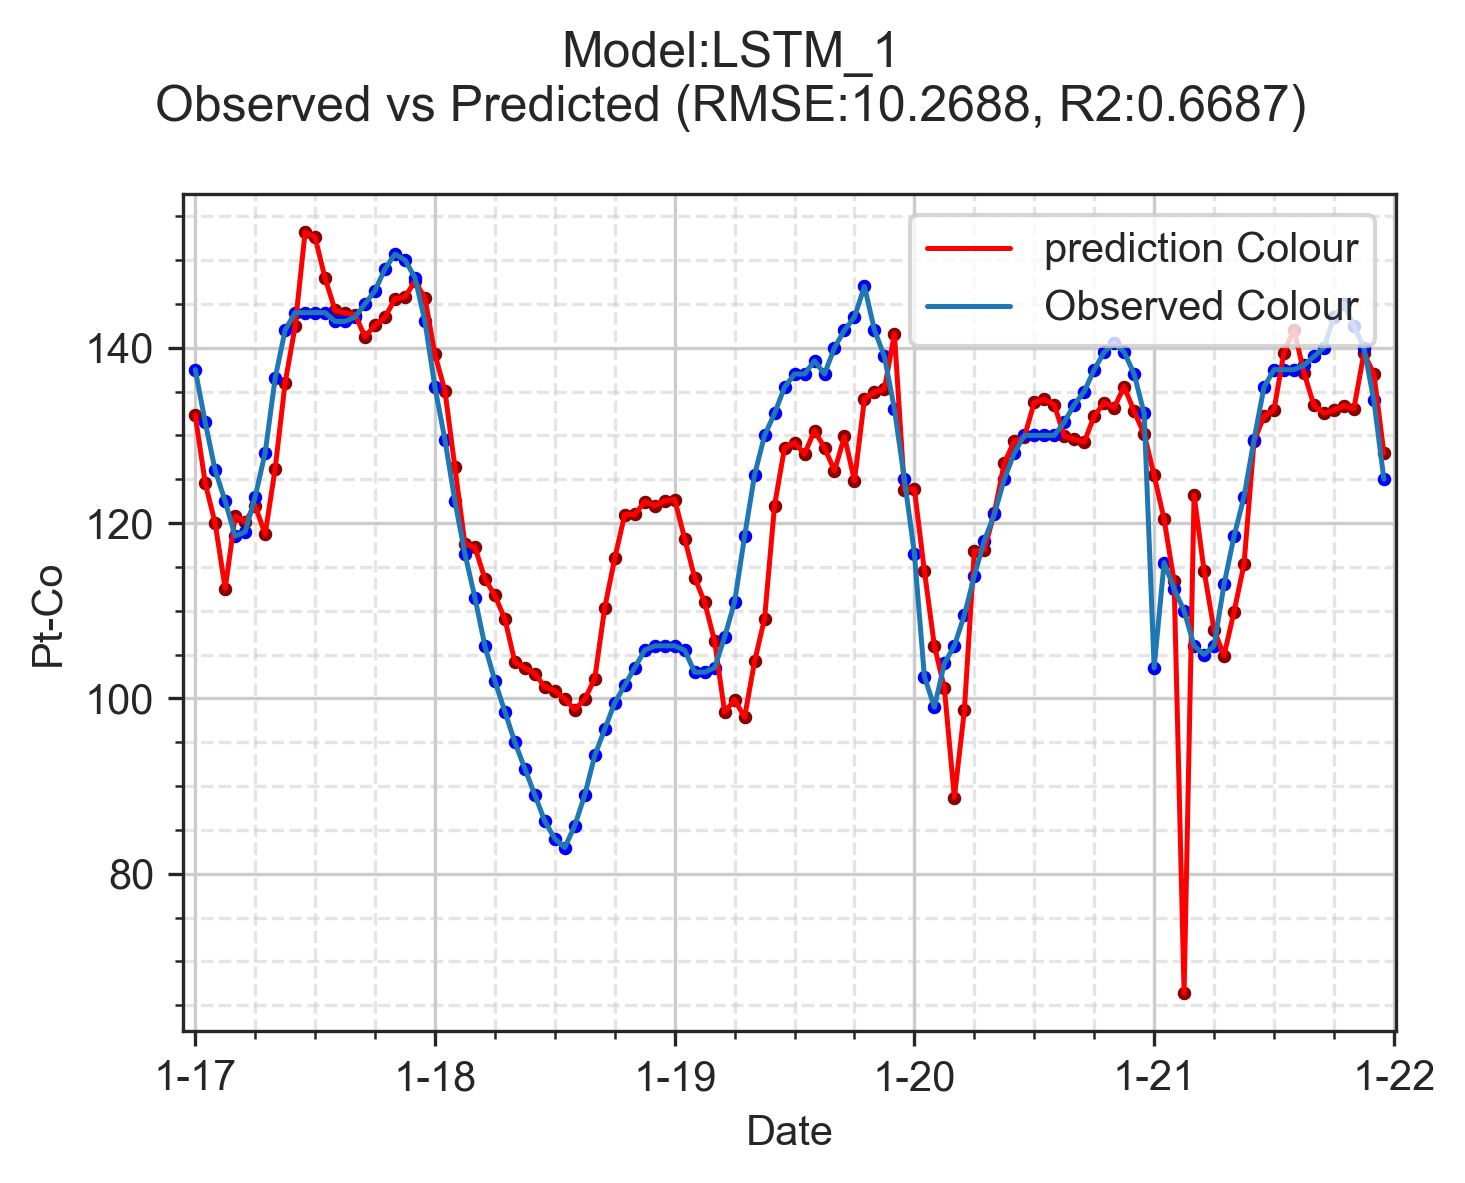 Model:LSTM_1
Observed vs Predicted (RMSE:10.2688, R2:0.6687)
prediction Colour
Observed Colour
140
120
100
80
Pt-Co
1-17 1-18 1-19 1-20 1-21 1-22
Date